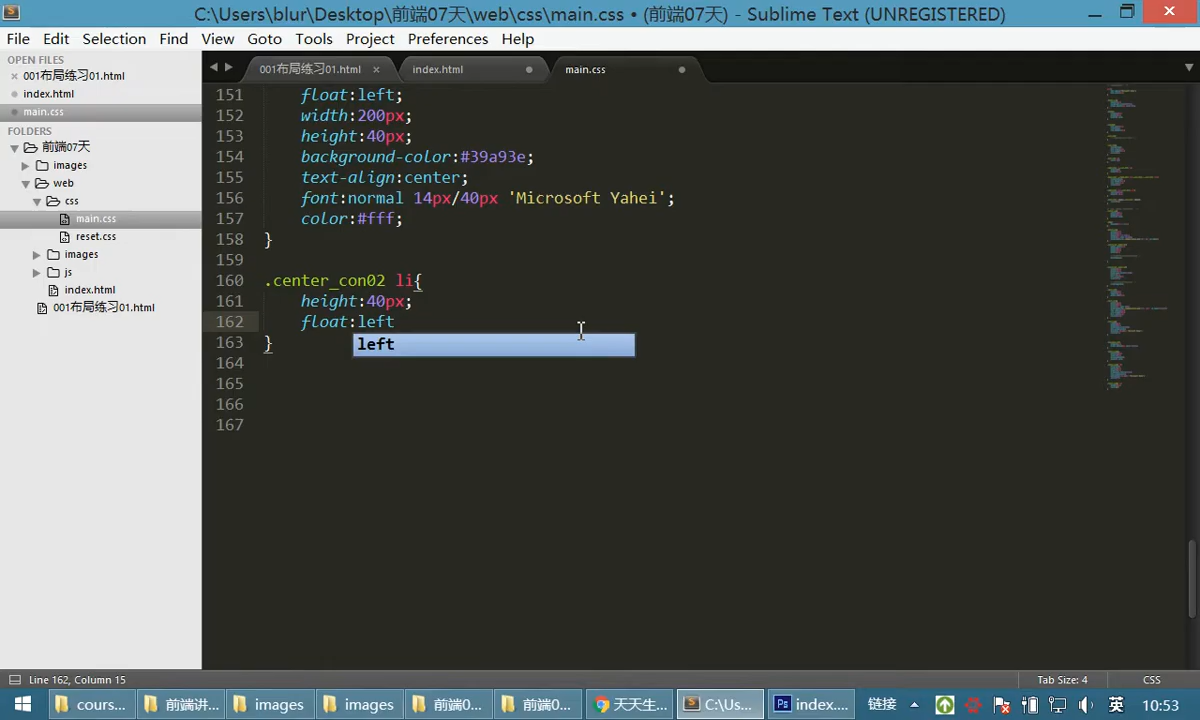 C:\Users\blur\Desktop\前端07天\web\css\main.css • (前端07天) - Sublime Text (UNREGISTERED)
File Edit Selection Find View Goto Tools Project Preferences Help
OPEN FILES
001布局练习01.html
index.html
main.css
FOLDERS
前端07天
images
web
css
main.css
reset.css
images
js
index.html
001布局练习01.html
001布局练习01.html index.html main.css
151 float:left;
152 width:200px;
153 height:40px;
154 background-color:#39a93e;
155 text-align:center;
156 font:normal 14px/40px 'Microsoft Yahei';
157 color:#fff;
158 }
159
160 .center_con02 li{
161 height:40px;
162 float:left
163 }
left
164
165
166
167
Line 162, Column 15 Tab Size: 4 CSS
cours... 前端讲... images images 前端0... 前端0... 天天生... C:\Us... Ps index... 链接 英 10:53